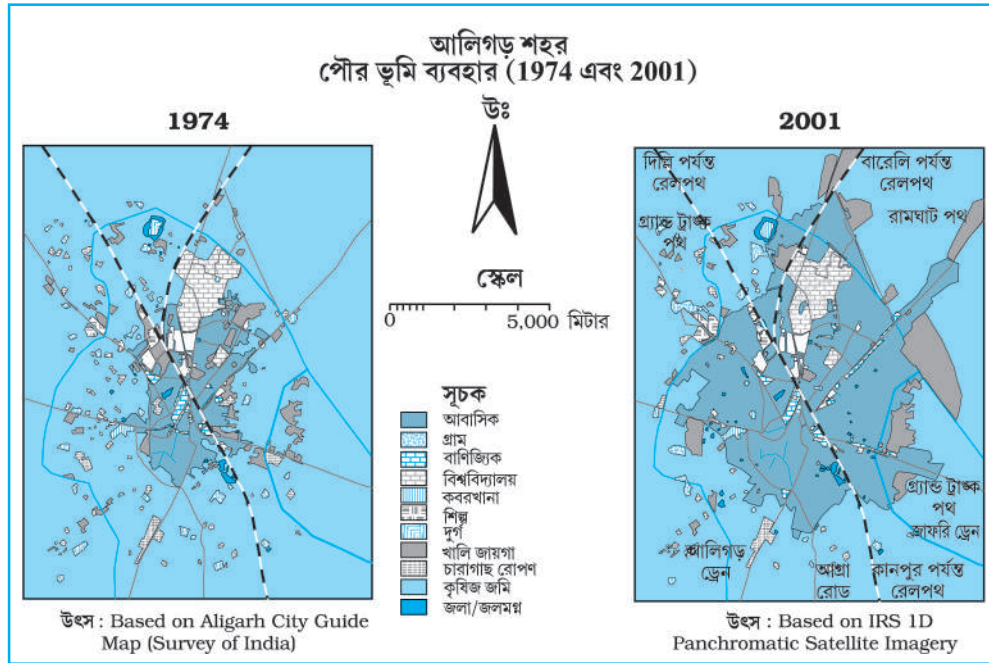 আলিগড় শহর
পৌর ভূমি ব্যবহার (1974 এবং 2001)
উঃ
1974
2001
দিল্লি পর্যন্ত
রেলপথ
বারেলি পর্যন্ত
রেলপথ
রামঘাট পথ
গ্র্যান্ড ট্রাঙ্ক
পথ
স্কেল
0 5,000 মিটার
সূচক
আবাসিক
গ্রাম
বাণিজ্যিক
বিশ্ববিদ্যালয়
কবরখানা
শিল্প
দুর্গ
খালি জায়গা
চারাগাছ রোপণ
কৃষিজ জমি
জলা/জলমগ্ন
গ্র্যান্ড ট্রাঙ্ক
পথ
জাফরি ড্রেন
আলিগড়
ড্রেন
আগ্রা
রোড
কানপুর পর্যন্ত
রেলপথ
উৎস : Based on Aligarh City Guide
Map (Survey of India)
উৎস : Based on IRS 1D
Panchromatic Satellite Imagery